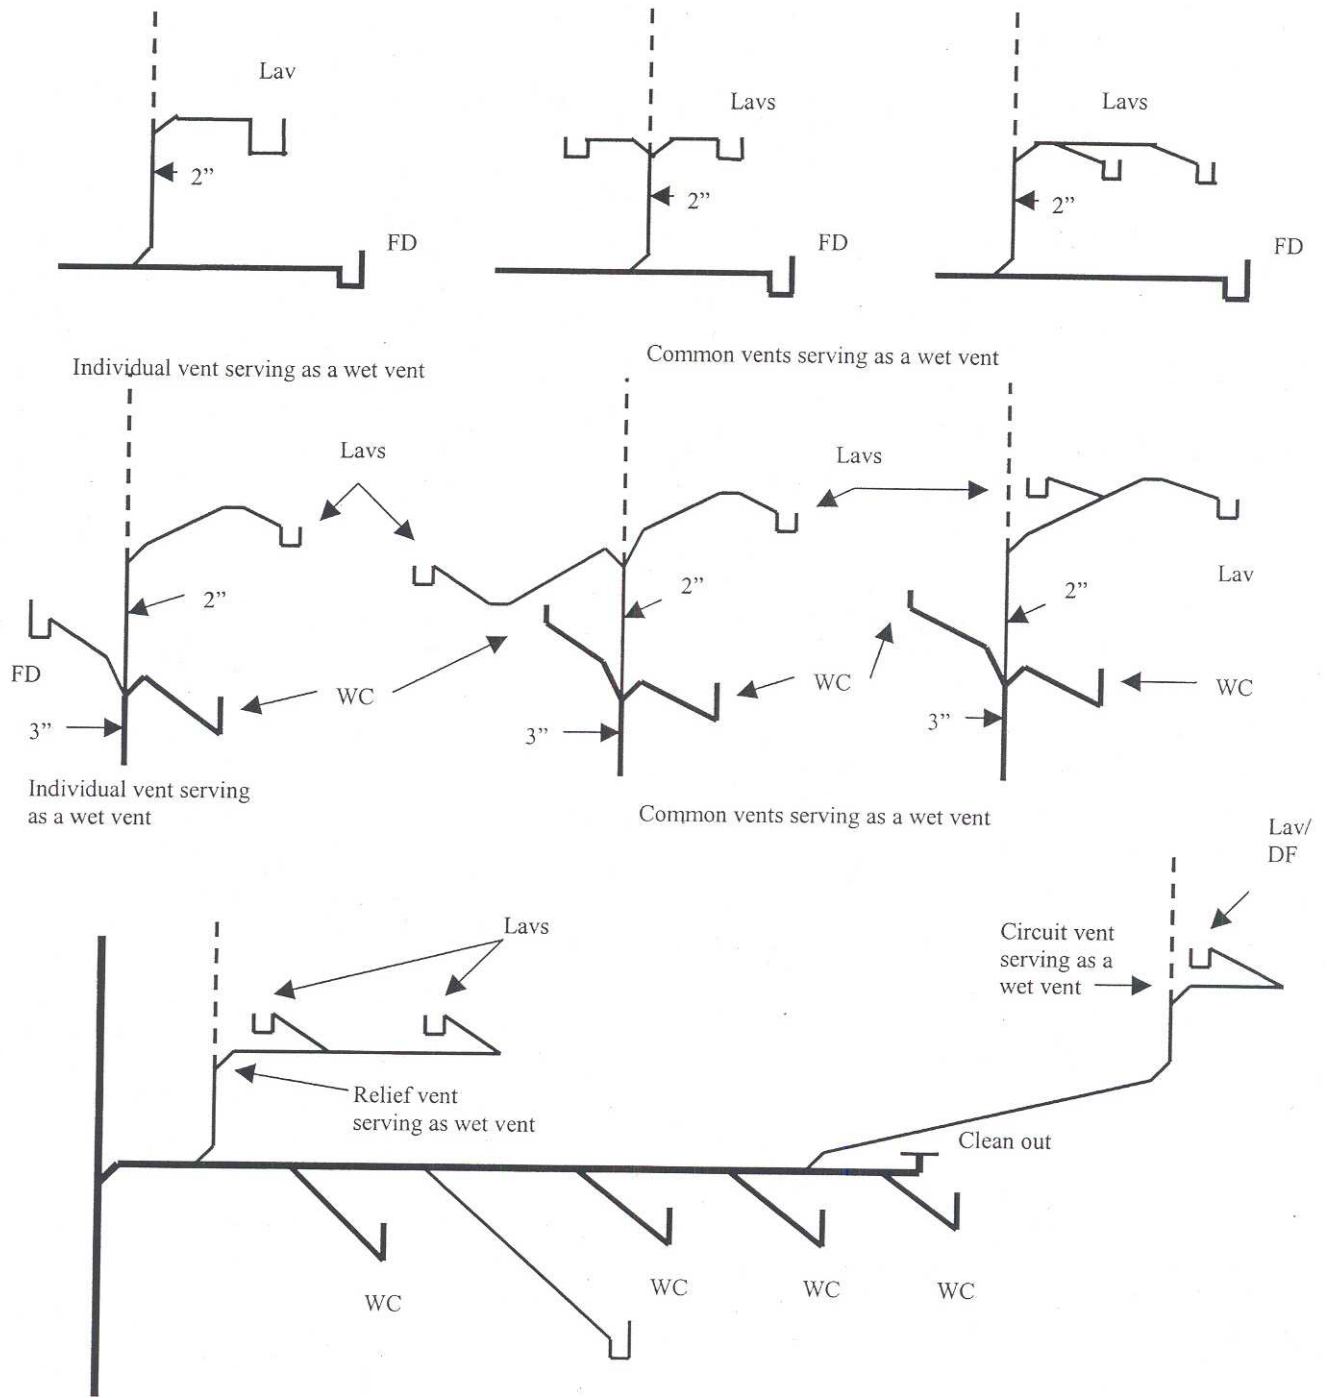 Lav
Lavs
Lavs
2”
2”
2”
FD
FD
FD
Individual vent serving as a wet vent
Common vents serving as a wet vent
Lavs
Lavs
2”
2”
2”
Lav
FD
WC
WC
WC
3”
3”
3”
Individual vent serving
as a wet vent
Common vents serving as a wet vent
Lav/
DF
Lavs
Circuit vent
serving as a
wet vent
Relief vent
serving as wet vent
Clean out
WC
WC
WC
WC